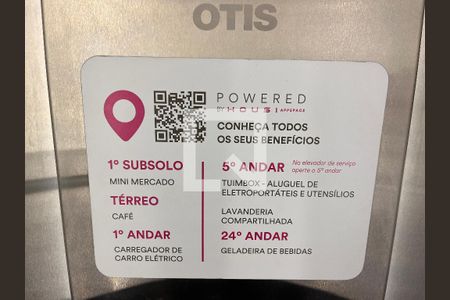 OTIS
POWERED
BY HOUSI APPSPACE
CONHEÇA TODOS
OS SEUS BENEFÍCIOS
1º SUBSOLO
MINI MERCADO
TÉRREO
CAFÉ
1º ANDAR
CARREGADOR DE
CARRO ELÉTRICO
5º ANDAR
No elevador de serviço
aperte o 5º andar
TUIMBOX - ALUGUEL DE
ELETROPORTÁTEIS E UTENSÍLIOS
LAVANDERIA
COMPARTILHADA
24º ANDAR
GELADEIRA DE BEBIDAS